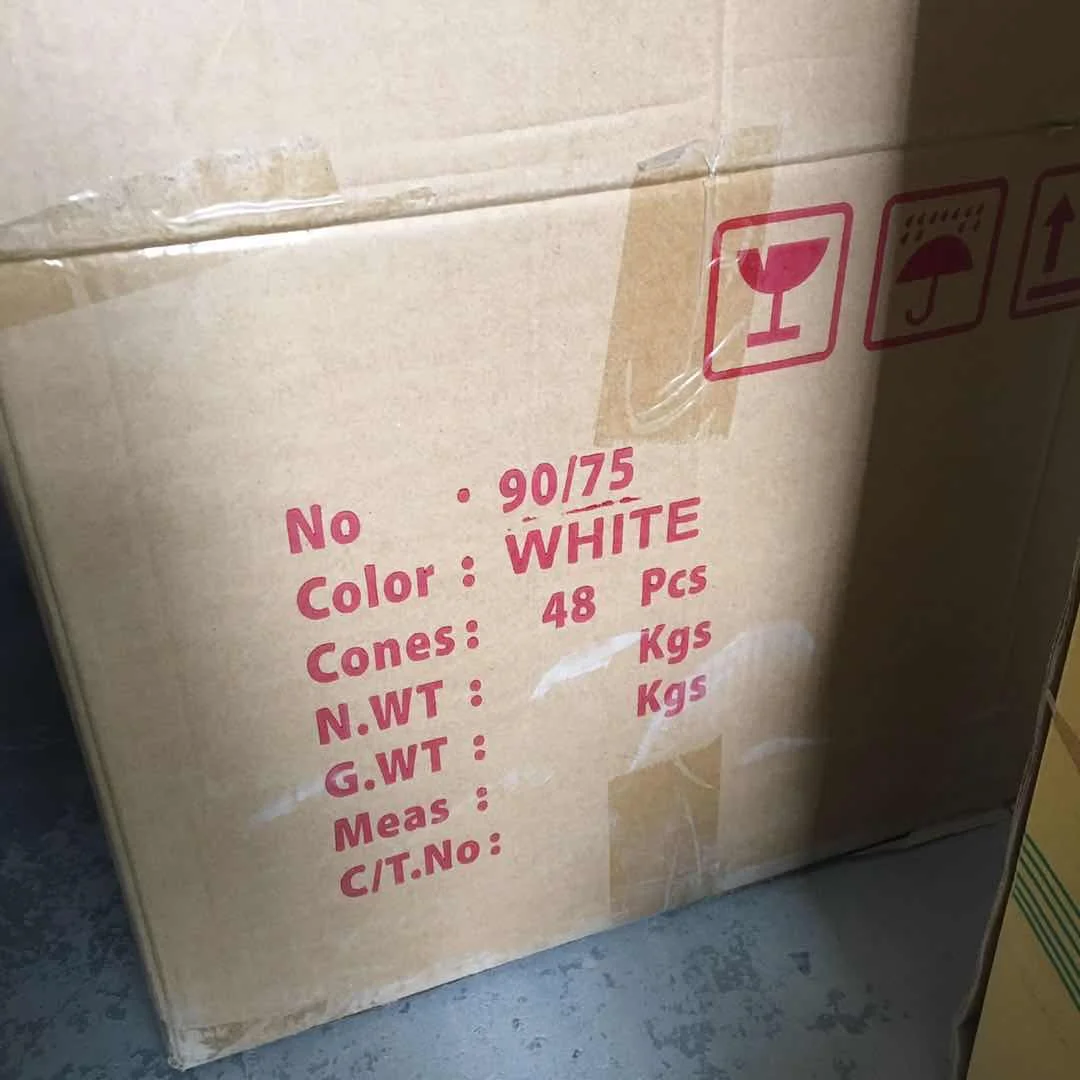 No : 90/75
Color : WHITE
Cones: 48 Pcs
N.WT : Kgs
G.WT : Kgs
Meas :
C/T.No: